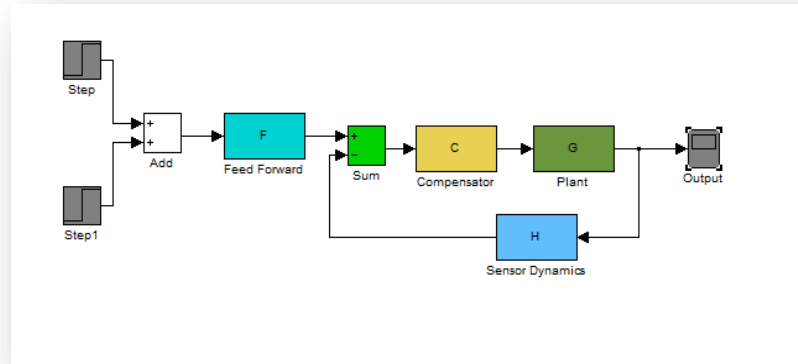 Step
+
+
Add
F
Feed Forward
+
−
Sum
C
Compensator
G
Plant
Output
Step1
H
Sensor Dynamics